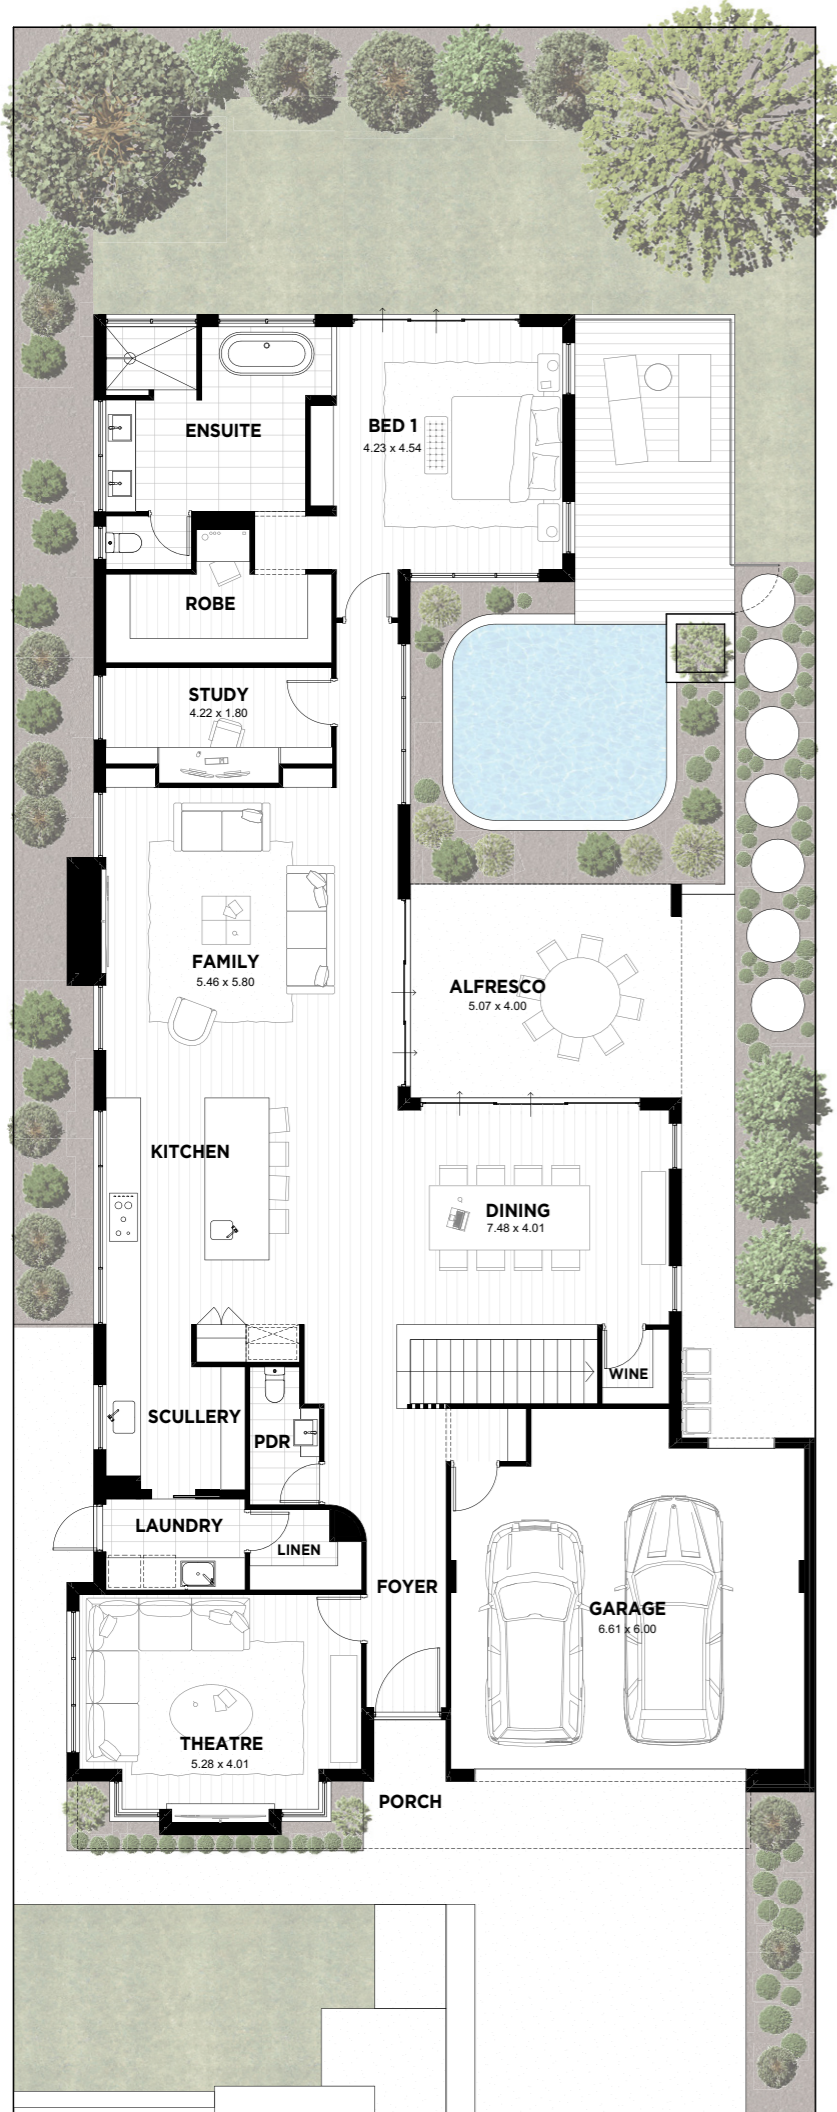 ENSUITE
BED 1
4.23 x 4.54
ROBE
STUDY
4.22 x 1.80
FAMILY
5.46 x 5.80
ALFRESCO
5.07 x 4.00
KITCHEN
DINING
7.48 x 4.01
WINE
SCULLERY
PDR
LAUNDRY
LINEN
FOYER
GARAGE
6.61 x 6.00
THEATRE
5.28 x 4.01
PORCH